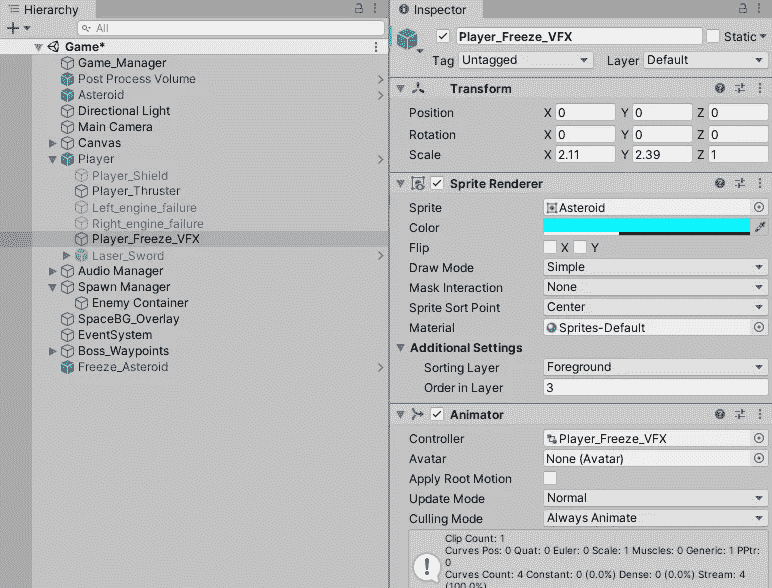 Hierarchy
All
Game*
Game_Manager
Post Process Volume
Asteroid
Directional Light
Main Camera
Canvas
Player
Player_Shield
Player_Thruster
Left_engine_failure
Right_engine_failure
Player_Freeze_VFX
Laser_Sword
Audio Manager
Spawn Manager
Enemy Container
SpaceBG_Overlay
EventSystem
Boss_Waypoints
Freeze_Asteroid
Inspector
Player_Freeze_VFX Static
Tag Untagged Layer Default
Transform
Position X 0 Y 0 Z 0
Rotation X 0 Y 0 Z 0
Scale X 2.11 Y 2.39 Z 1
Sprite Renderer
Sprite Asteroid
Color
Flip X Y
Draw Mode Simple
Mask Interaction None
Sprite Sort Point Center
Material Sprites-Default
Additional Settings
Sorting Layer Foreground
Order in Layer 3
Animator
Controller Player_Freeze_VFX
Avatar None (Avatar)
Apply Root Motion
Update Mode Normal
Culling Mode Always Animate
Clip Count: 1
Curves Pos: 0 Quat: 0 Euler: 0 Scale: 1 Muscles: 0 Generic: 1 PPtr:
0
Curves Count: 4 Constant: 0 (0.0%) Dense: 0 (0.0%) Stream: 4
(100.0%)